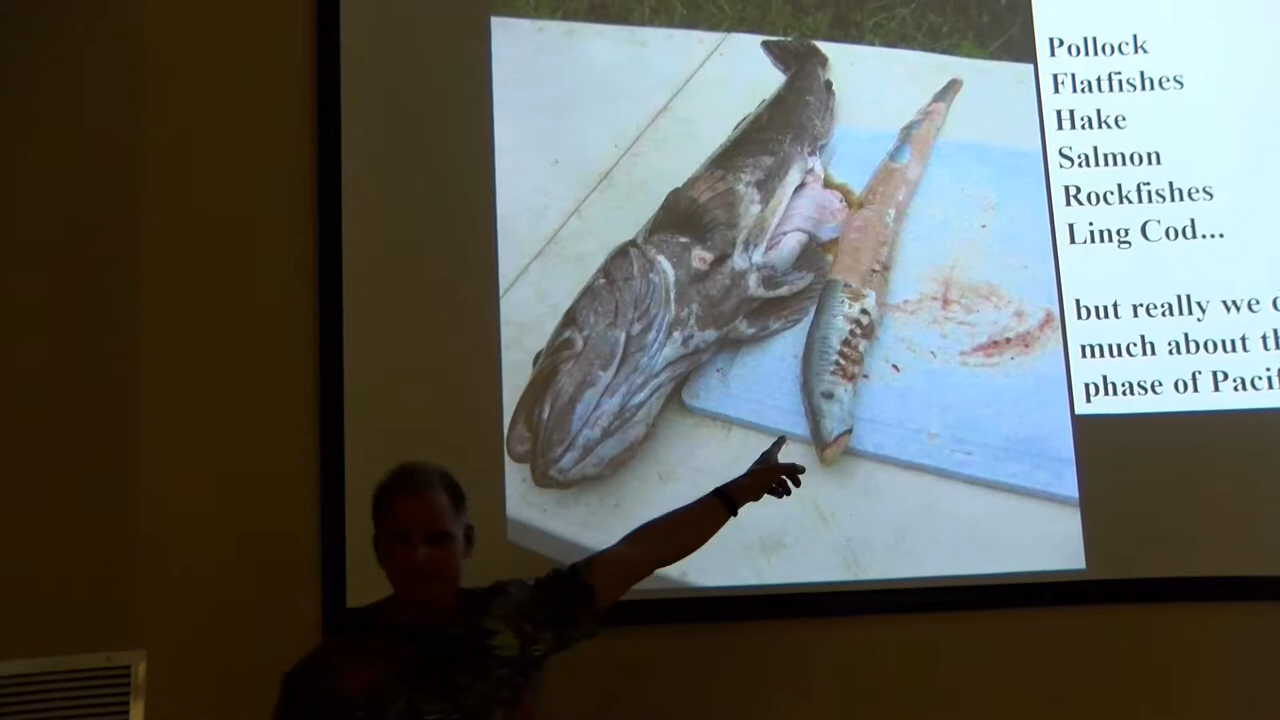 Pollock
Flatfishes
Hake
Salmon
Rockfishes
Ling Cod...
but really we
much about
phase of